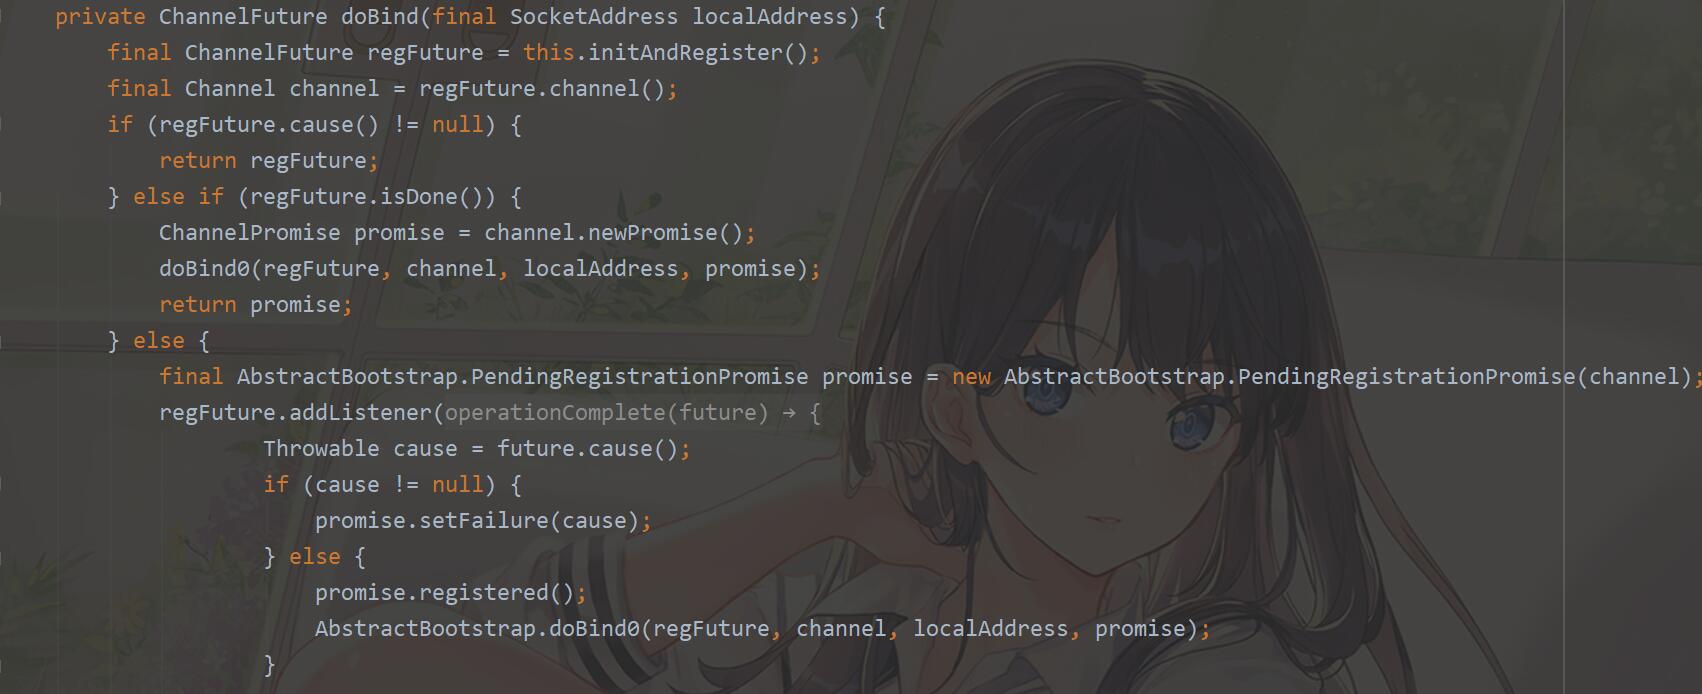 private ChannelFuture doBind(final SocketAddress localAddress) {
final ChannelFuture regFuture = this.initAndRegister();
final Channel channel = regFuture.channel();
if (regFuture.cause() != null) {
return regFuture;
} else if (regFuture.isDone()) {
ChannelPromise promise = channel.newPromise();
doBind0(regFuture, channel, localAddress, promise);
return promise;
} else {
final AbstractBootstrap.PendingRegistrationPromise promise = new AbstractBootstrap.PendingRegistrationPromise(channel);
regFuture.addListener(operationComplete(future) → {
Throwable cause = future.cause();
if (cause != null) {
promise.setFailure(cause);
} else {
promise.registered();
AbstractBootstrap.doBind0(regFuture, channel, localAddress, promise);
}